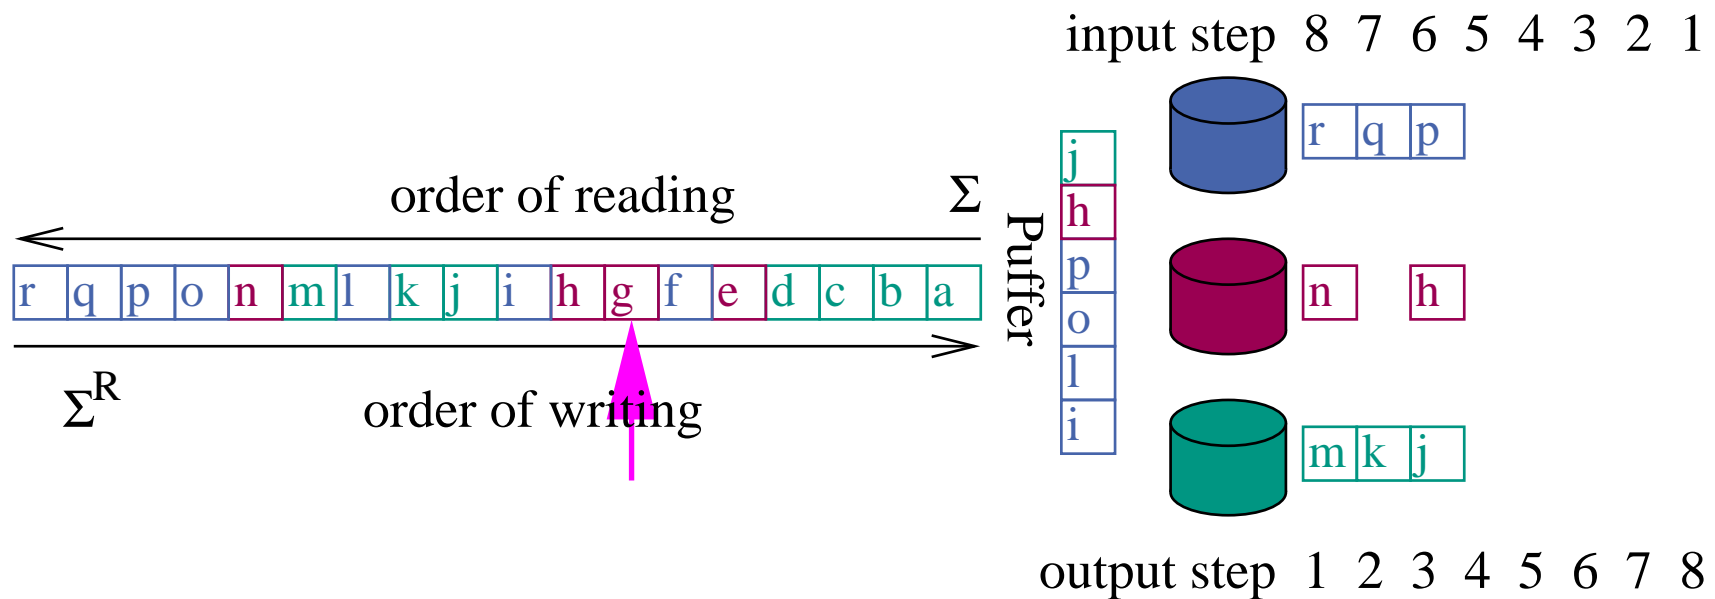 input step 8 7 6 5 4 3 2 1
r q p
j
order of reading Σ
h
Puffer
p
r q p o n m l k j i h g f e d c b a
n h
o
l
Σ^R order of writing
i
m k j
output step 1 2 3 4 5 6 7 8